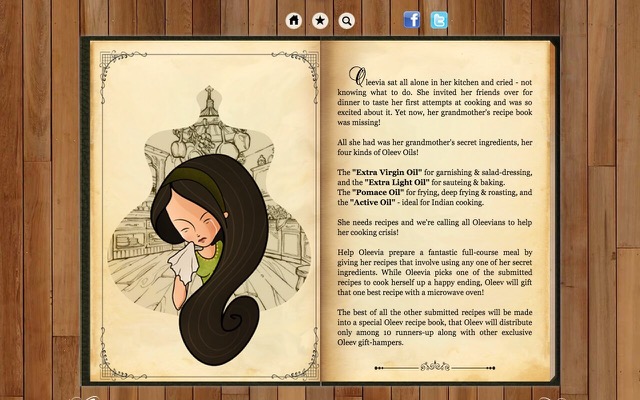 Oleevia sat all alone in her kitchen and cried - not
knowing what to do. She invited her friends over for
dinner to taste her first attempts at cooking and was so
excited about it. Yet now, her grandmother's recipe book
was missing!
All she had was her grandmother's secret ingredients, her
four kinds of Oleev Oils!
The "Extra Virgin Oil" for garnishing & salad-dressing,
and the "Extra Light Oil" for sauteing & baking.
The "Pomace Oil" for frying, deep frying & roasting, and
the "Active Oil" - ideal for Indian cooking.
She needs recipes and we're calling all Oleevians to help
her cooking crisis!
Help Oleevia prepare a fantastic full-course meal by
giving her recipes that involve using any one of her secret
ingredients. While Oleevia picks one of the submitted
recipes to cook herself up a happy ending, Oleev will gift
that one best recipe with a microwave oven!
The best of all the other submitted recipes will be made
into a special Oleev recipe book, that Oleev will distribute
only among 10 runners-up along with other exclusive
Oleev gift-hampers.